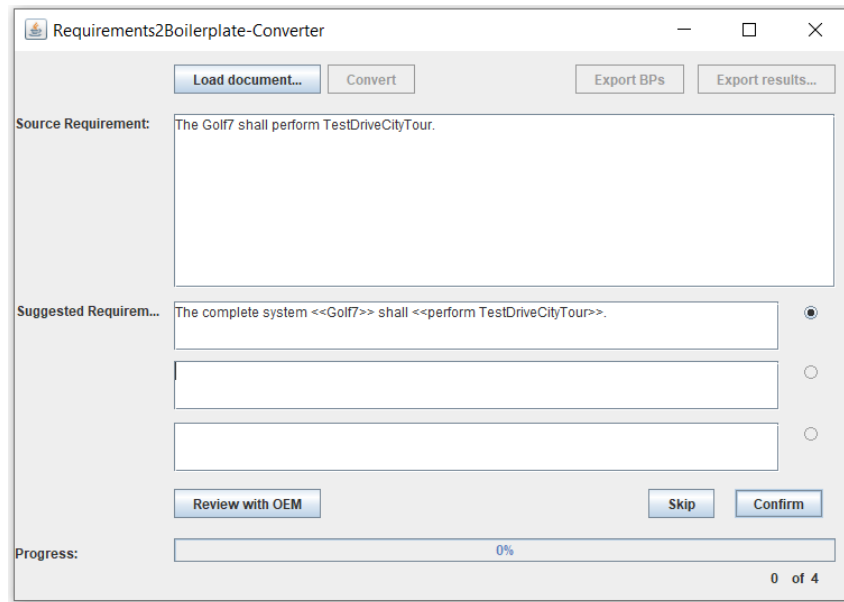 Requirements2Boilerplate-Converter
Load document... Convert Export BPs Export results...
Source Requirement: The Golf7 shall perform TestDriveCityTour.
Suggested Requirem... The complete system <<Golf7>> shall <<perform TestDriveCityTour>>.
Review with OEM Skip Confirm
Progress: 0%
0 of 4